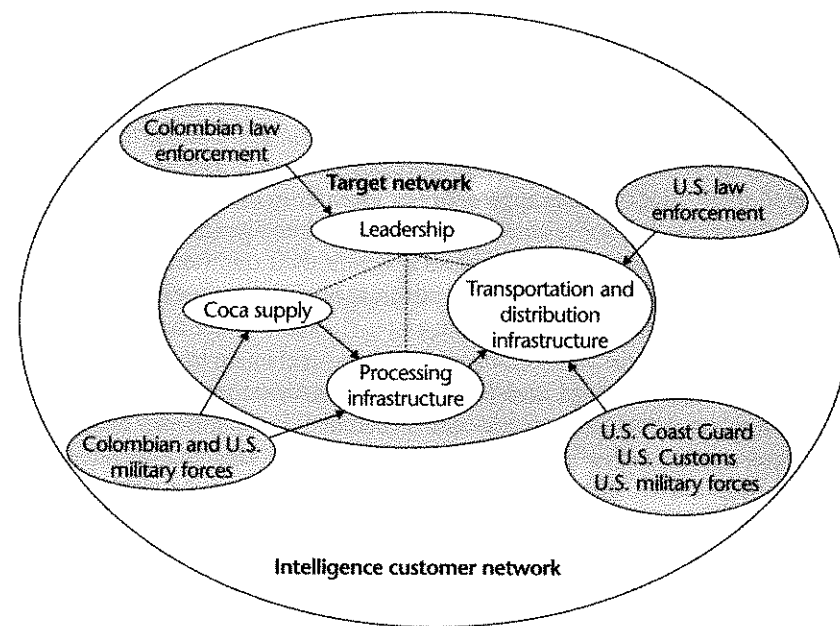 Colombian law
enforcement
Target network
U.S. law
enforcement
Leadership
Coca supply
Transportation and
distribution
infrastructure
Processing
infrastructure
Colombian and U.S.
military forces
U.S. Coast Guard
U.S. Customs
U.S. military forces
Intelligence customer network